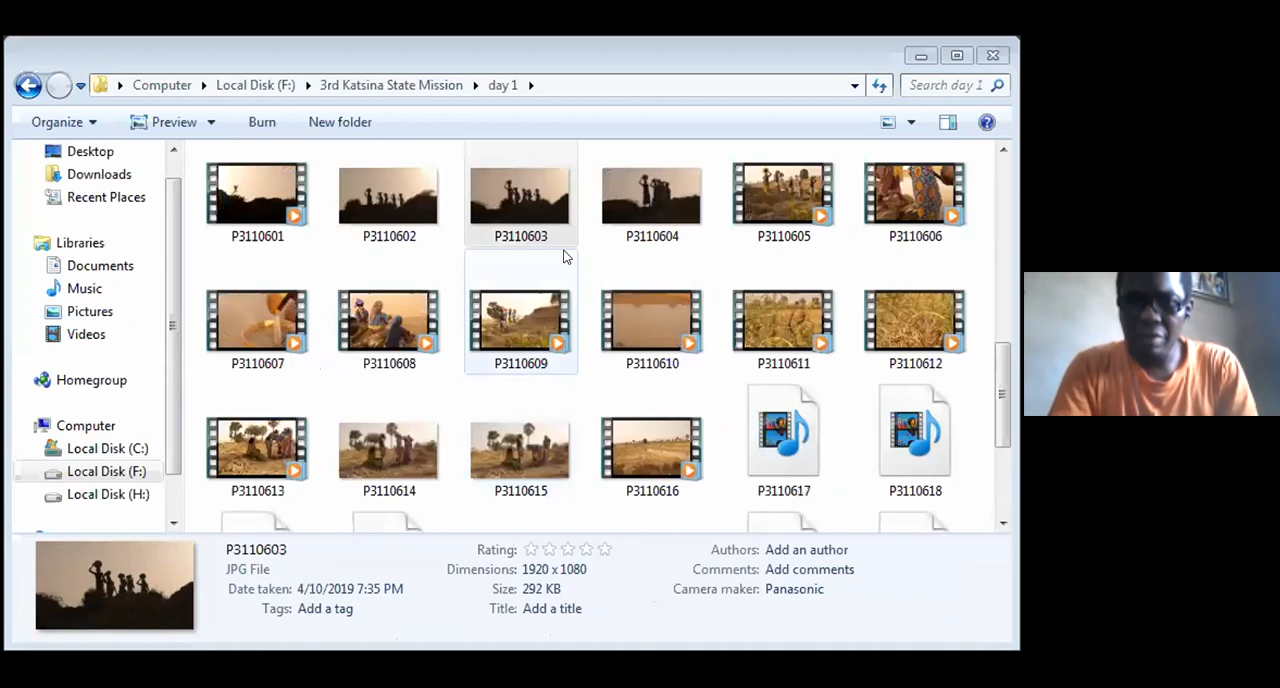 Computer Local Disk (F:) 3rd Katsina State Mission day 1
Search day 1
Organize Preview Burn New folder
Desktop
Downloads
Recent Places
Libraries
Documents
Music
Pictures
Videos
Homegroup
Computer
Local Disk (C:)
Local Disk (F:)
Local Disk (H:)
P3110601 P3110602 P3110603 P3110604 P3110605 P3110606
P3110607 P3110608 P3110609 P3110610 P3110611 P3110612
P3110613 P3110614 P3110615 P3110616 P3110617 P3110618
P3110603
JPG File
Date taken: 4/10/2019 7:35 PM
Tags: Add a tag
Rating:
Dimensions: 1920 x 1080
Size: 292 KB
Title: Add a title
Authors: Add an author
Comments: Add comments
Camera maker: Panasonic